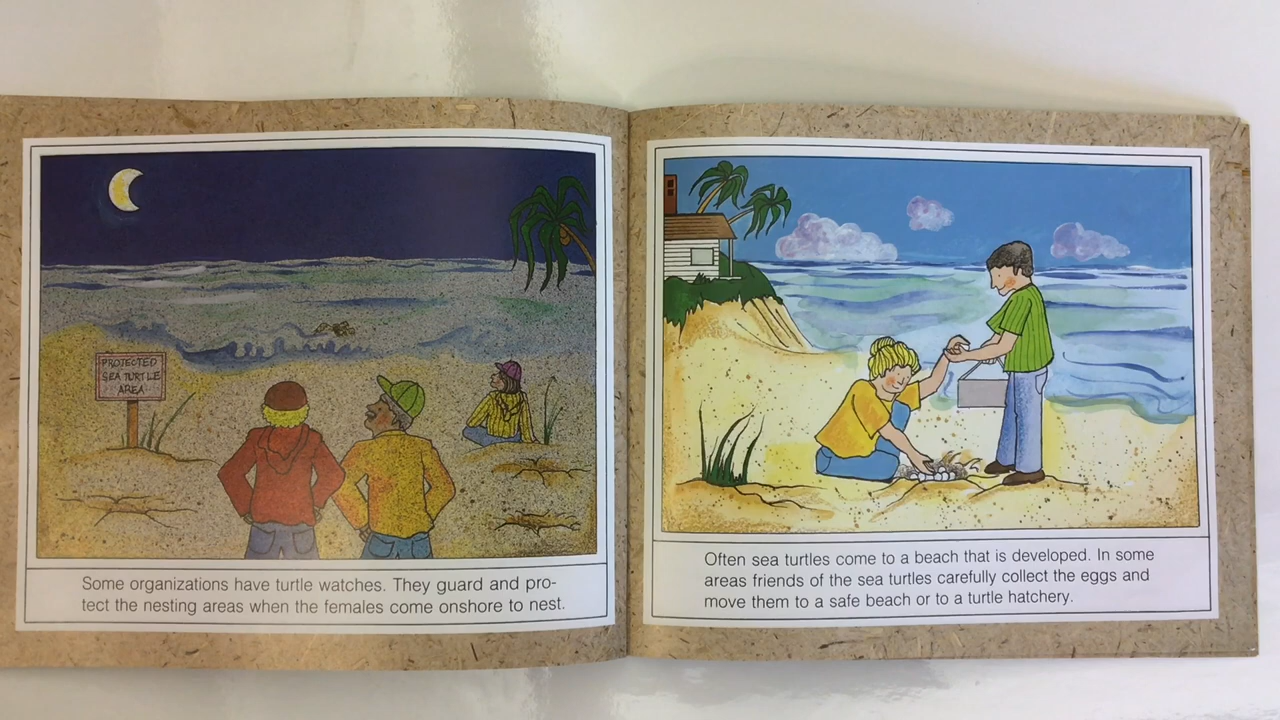 PROTECTED
SEA TURTLE
AREA
Some organizations have turtle watches. They guard and pro-
tect the nesting areas when the females come onshore to nest.
Often sea turtles come to a beach that is developed. In some
areas friends of the sea turtles carefully collect the eggs and
move them to a safe beach or to a turtle hatchery.